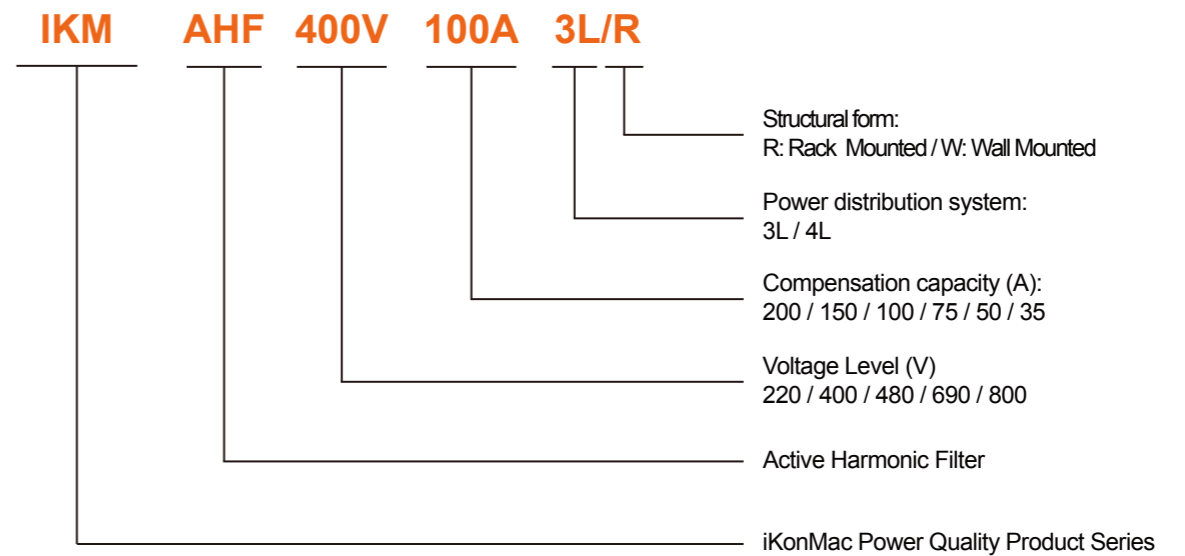 IKM AHF 400V 100A 3L/R
Structural form:
R: Rack Mounted / W: Wall Mounted
Power distribution system:
3L / 4L
Compensation capacity (A):
200 / 150 / 100 / 75 / 50 / 35
Voltage Level (V)
220 / 400 / 480 / 690 / 800
Active Harmonic Filter
iKonMac Power Quality Product Series